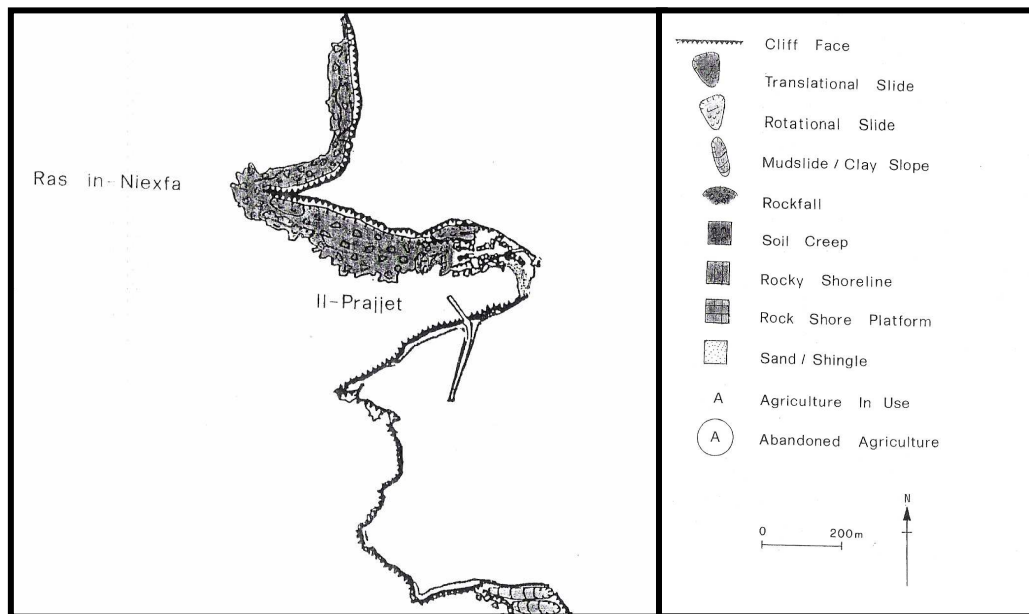 Ras in-Niexfa
Il-Prajjet
Cliff Face
Translational Slide
Rotational Slide
Mudslide / Clay Slope
Rockfall
Soil Creep
Rocky Shoreline
Rock Shore Platform
Sand / Shingle
A Agriculture In Use
A Abandoned Agriculture
N
0 200m